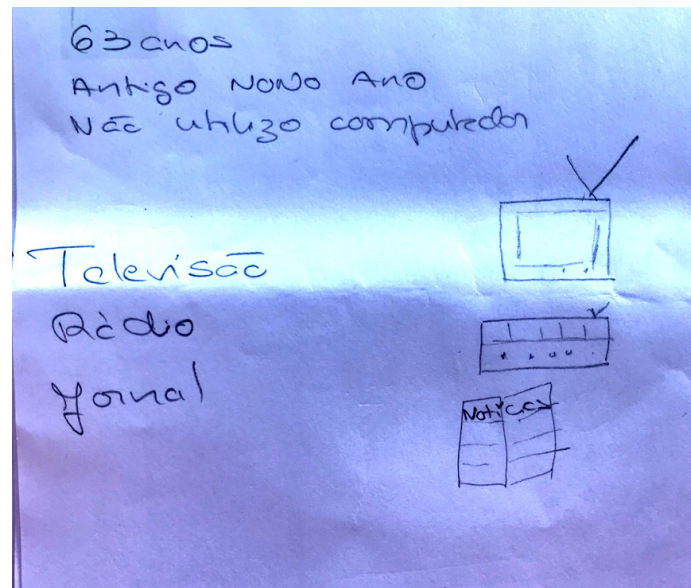 63 anos
Antigo Nono Ano
Não utilizo computador
Televisão
Rádio
Jornal
Notícias